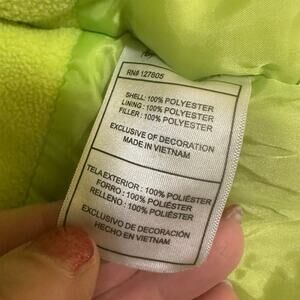 RN# 127805
SHELL: 100% POLYESTER
LINING: 100% POLYESTER
FILLER: 100% POLYESTER
EXCLUSIVE OF DECORATION
MADE IN VIETNAM
TELA EXTERIOR: 100% POLIÉSTER
FORRO: 100% POLIÉSTER
RELLENO: 100% POLIÉSTER
EXCLUSIVO DE DECORACIÓN
HECHO EN VIETNAM